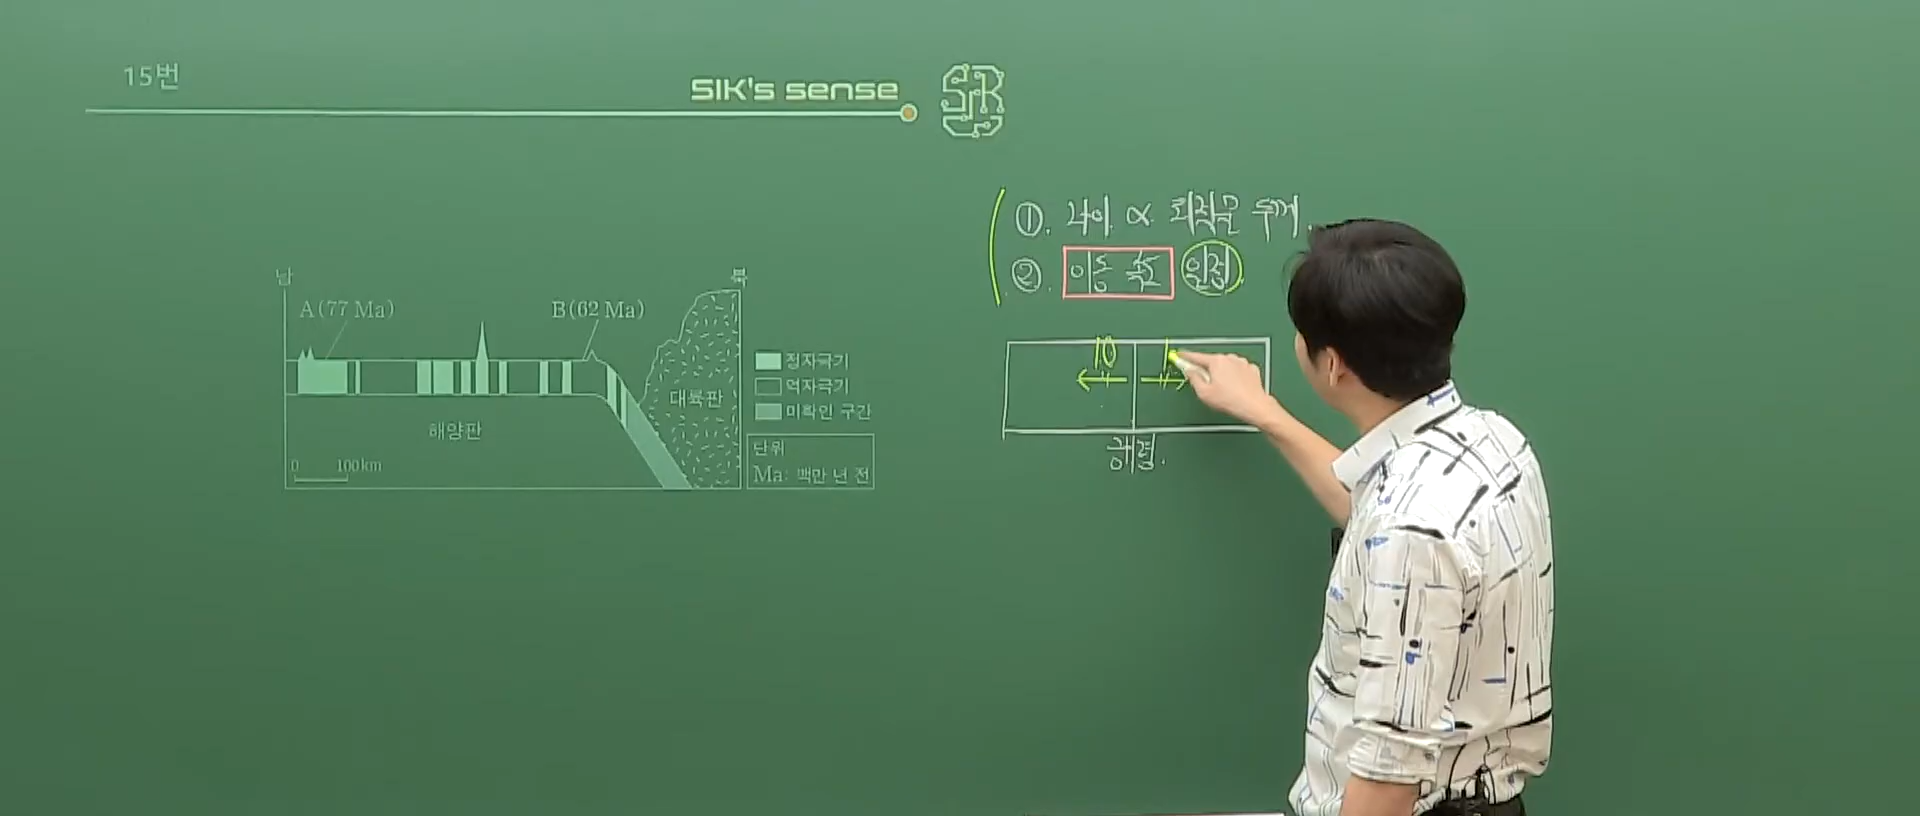 15번
SIK's sense
SIK
①. 나이 ∝ 퇴적물 두께.
②. 이동 속도 일정
남
북
A(77 Ma)
B(62 Ma)
정자극기
역자극기
미확인 구간
대륙판
해양판
단위
Ma: 백만 년 전
0 100km
10
해령.